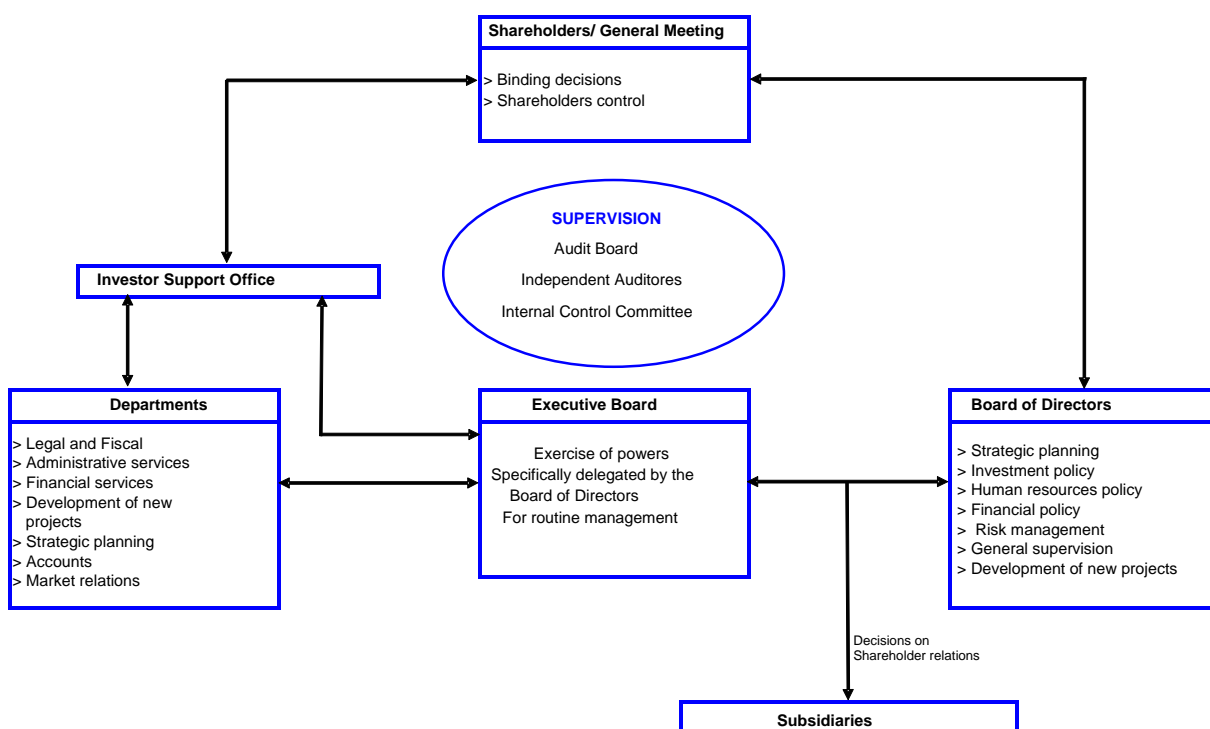 Shareholders/ General Meeting
> Binding decisions
> Shareholders control
SUPERVISION
Audit Board
Independent Auditores
Internal Control Committee
Investor Support Office
Departments
> Legal and Fiscal
> Administrative services
> Financial services
> Development of new
projects
> Strategic planning
> Accounts
> Market relations
Executive Board
Exercise of powers
Specifically delegated by the
Board of Directors
For routine management
Board of Directors
> Strategic planning
> Investment policy
> Human resources policy
> Financial policy
> Risk management
> General supervision
> Development of new projects
Decisions on
Shareholder relations
Subsidiaries